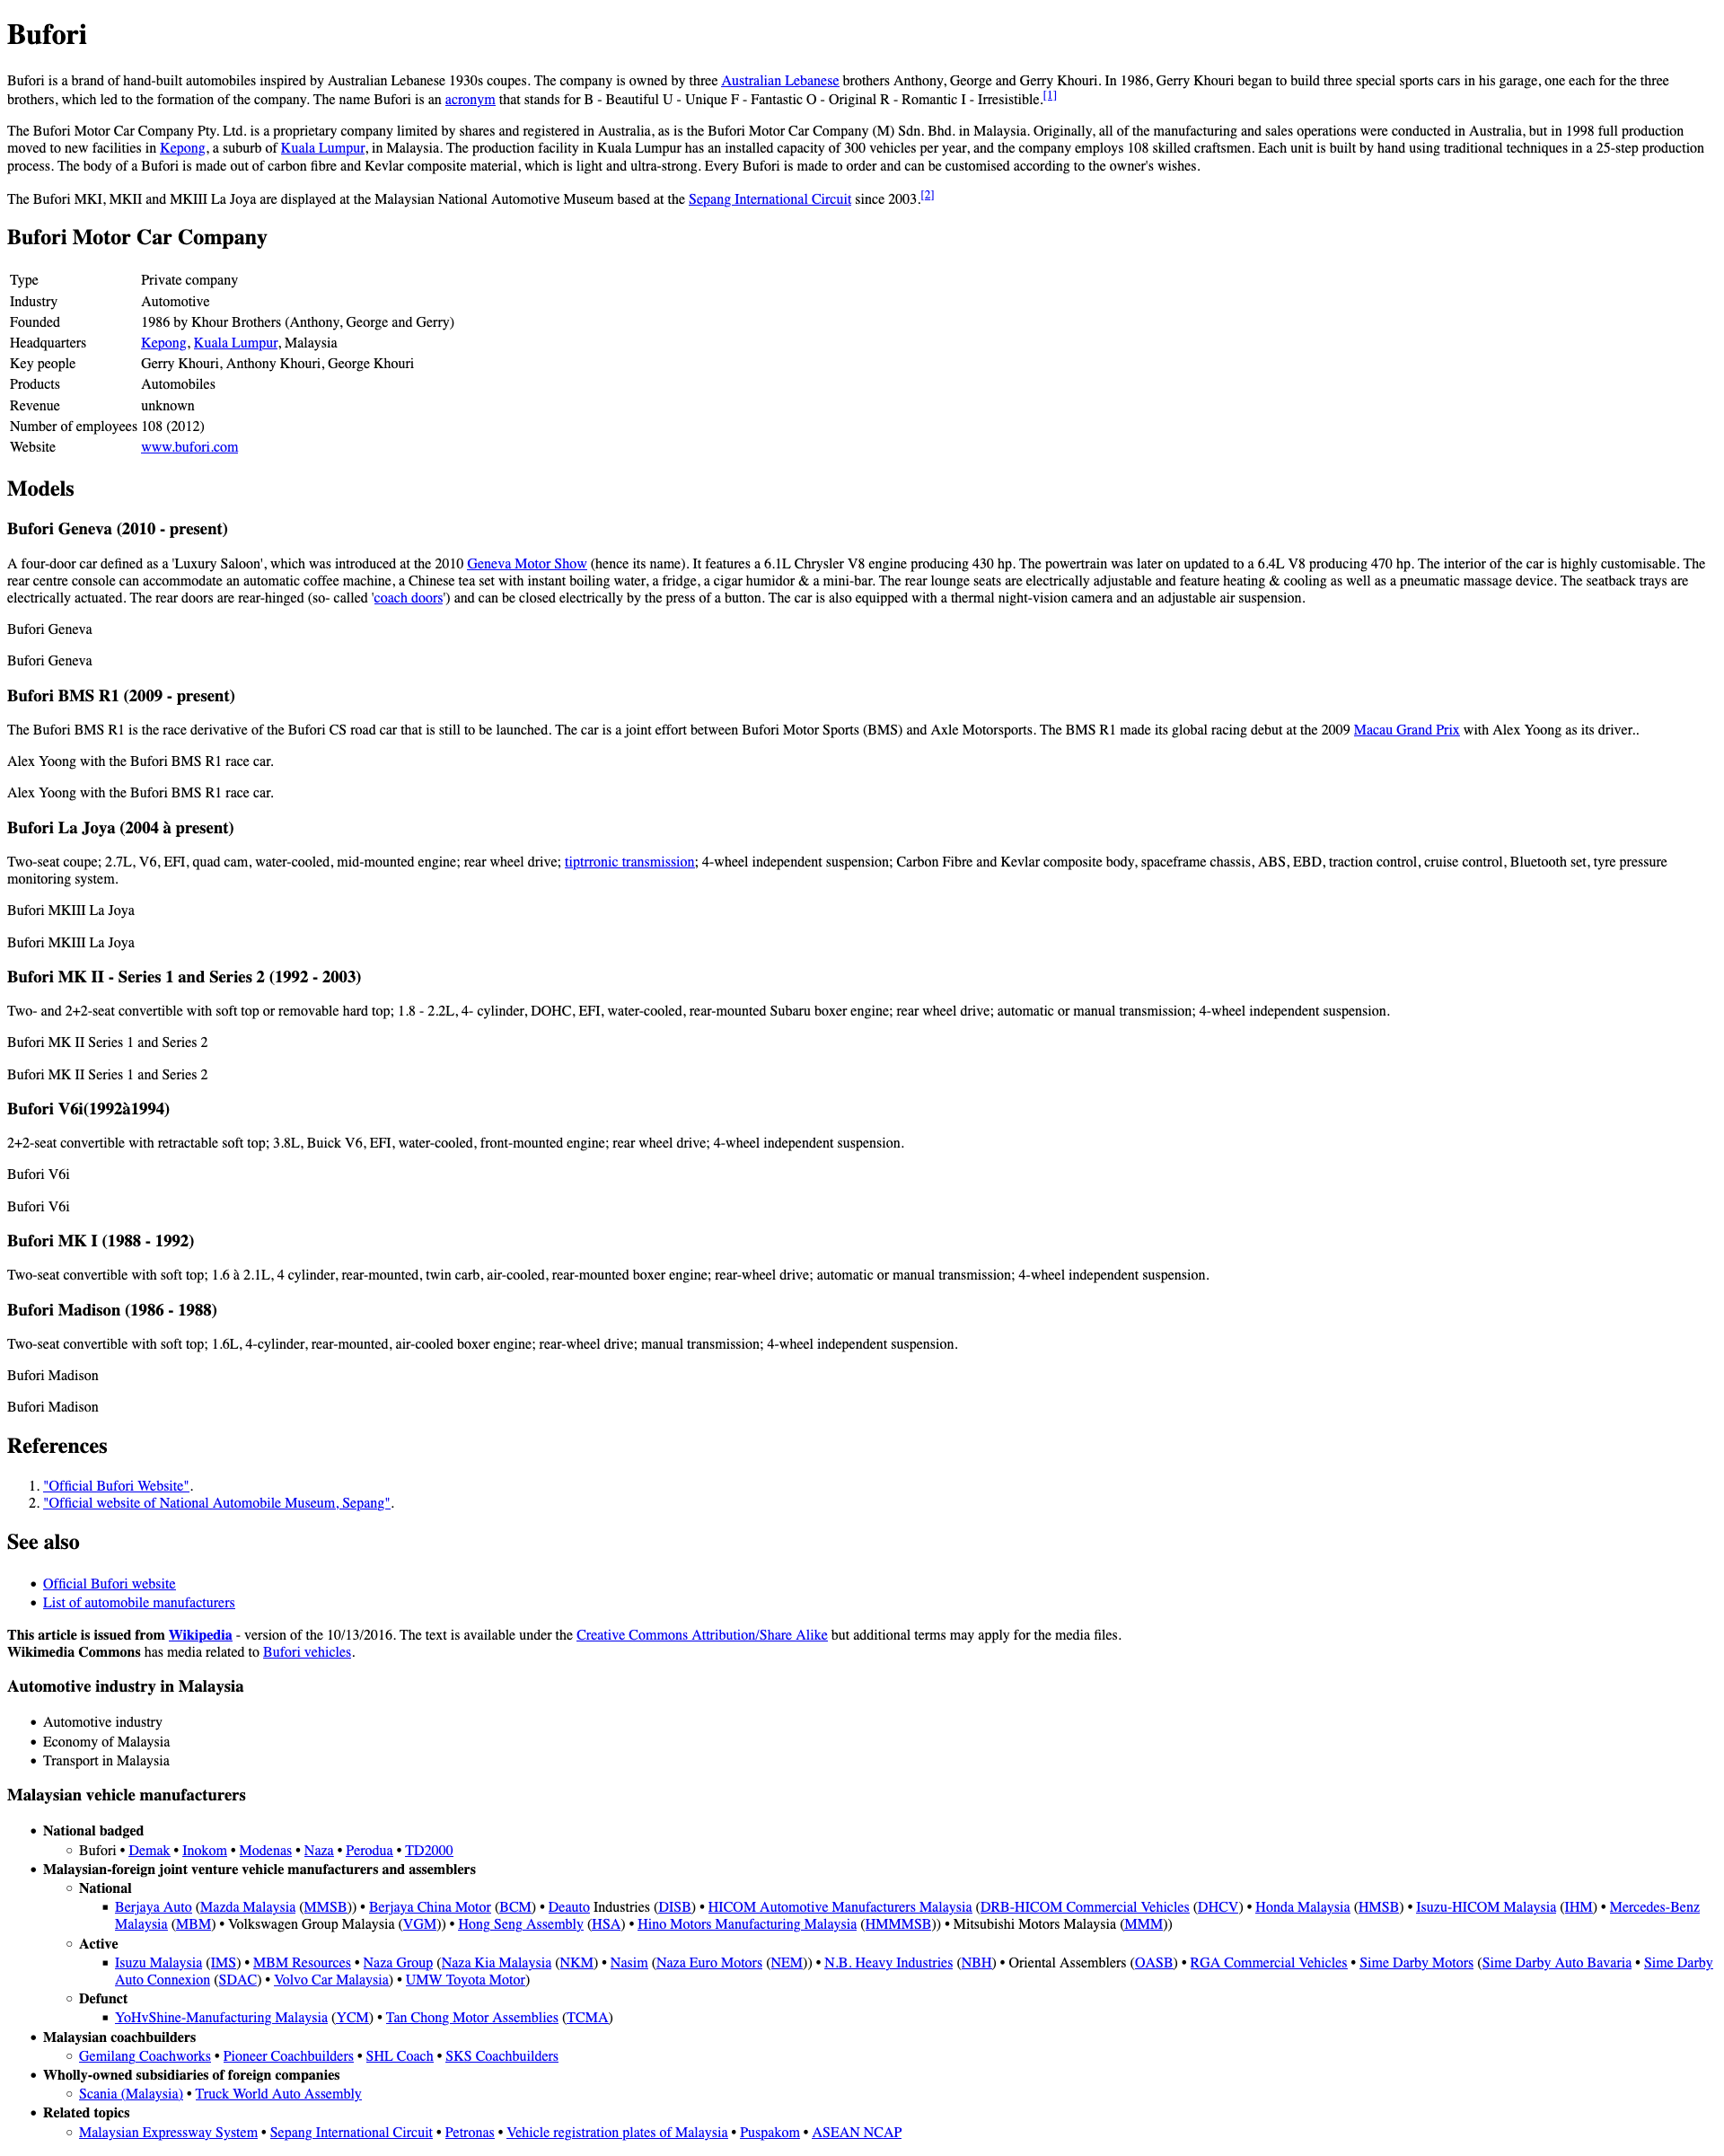 Bufori
Bufori is a brand of hand-built automobiles inspired by Australian Lebanese 1930s coupes. The company is owned by three Australian Lebanese brothers Anthony, George and Gerry Khouri. In 1986, Gerry Khouri began to build three special sports cars in his garage, one each for the three
brothers, which led to the formation of the company. The name Bufori is an acronym that stands for B - Beautiful U - Unique F - Fantastic O - Original R - Romantic I - Irresistible.[1]
The Bufori Motor Car Company Pty. Ltd. is a proprietary company limited by shares and registered in Australia, as is the Bufori Motor Car Company (M) Sdn. Bhd. in Malaysia. Originally, all of the manufacturing and sales operations were conducted in Australia, but in 1998 full production
moved to new facilities in Kepong, a suburb of Kuala Lumpur, in Malaysia. The production facility in Kuala Lumpur has an installed capacity of 300 vehicles per year, and the company employs 108 skilled craftsmen. Each unit is built by hand using traditional techniques in a 25-step production
process. The body of a Bufori is made out of carbon fibre and Kevlar composite material, which is light and ultra-strong. Every Bufori is made to order and can be customised according to the owner's wishes.
The Bufori MKI, MKII and MKIII La Joya are displayed at the Malaysian National Automotive Museum based at the Sepang International Circuit since 2003.[2]
Bufori Motor Car Company
Type Private company
Industry Automotive
Founded 1986 by Khour Brothers (Anthony, George and Gerry)
Headquarters Kepong, Kuala Lumpur, Malaysia
Key people Gerry Khouri, Anthony Khouri, George Khouri
Products Automobiles
Revenue unknown
Number of employees 108 (2012)
Website www.bufori.com
Models
Bufori Geneva (2010 - present)
A four-door car defined as a 'Luxury Saloon', which was introduced at the 2010 Geneva Motor Show (hence its name). It features a 6.1L Chrysler V8 engine producing 430 hp. The powertrain was later on updated to a 6.4L V8 producing 470 hp. The interior of the car is highly customisable. The
rear centre console can accommodate an automatic coffee machine, a Chinese tea set with instant boiling water, a fridge, a cigar humidor & a mini-bar. The rear lounge seats are electrically adjustable and feature heating & cooling as well as a pneumatic massage device. The seatback trays are
electrically actuated. The rear doors are rear-hinged (so- called 'coach doors') and can be closed electrically by the press of a button. The car is also equipped with a thermal night-vision camera and an adjustable air suspension.
Bufori Geneva
Bufori Geneva
Bufori BMS R1 (2009 - present)
The Bufori BMS R1 is the race derivative of the Bufori CS road car that is still to be launched. The car is a joint effort between Bufori Motor Sports (BMS) and Axle Motorsports. The BMS R1 made its global racing debut at the 2009 Macau Grand Prix with Alex Yoong as its driver..
Alex Yoong with the Bufori BMS R1 race car.
Alex Yoong with the Bufori BMS R1 race car.
Bufori La Joya (2004 à present)
Two-seat coupe; 2.7L, V6, EFI, quad cam, water-cooled, mid-mounted engine; rear wheel drive; tiptrronic transmission; 4-wheel independent suspension; Carbon Fibre and Kevlar composite body, spaceframe chassis, ABS, EBD, traction control, cruise control, Bluetooth set, tyre pressure
monitoring system.
Bufori MKIII La Joya
Bufori MKIII La Joya
Bufori MK II - Series 1 and Series 2 (1992 - 2003)
Two- and 2+2-seat convertible with soft top or removable hard top; 1.8 - 2.2L, 4- cylinder, DOHC, EFI, water-cooled, rear-mounted Subaru boxer engine; rear wheel drive; automatic or manual transmission; 4-wheel independent suspension.
Bufori MK II Series 1 and Series 2
Bufori MK II Series 1 and Series 2
Bufori V6i(1992à1994)
2+2-seat convertible with retractable soft top; 3.8L, Buick V6, EFI, water-cooled, front-mounted engine; rear wheel drive; 4-wheel independent suspension.
Bufori V6i
Bufori V6i
Bufori MK I (1988 - 1992)
Two-seat convertible with soft top; 1.6 à 2.1L, 4 cylinder, rear-mounted, twin carb, air-cooled, rear-mounted boxer engine; rear-wheel drive; automatic or manual transmission; 4-wheel independent suspension.
Bufori Madison (1986 - 1988)
Two-seat convertible with soft top; 1.6L, 4-cylinder, rear-mounted, air-cooled boxer engine; rear-wheel drive; manual transmission; 4-wheel independent suspension.
Bufori Madison
Bufori Madison
References
1. "Official Bufori Website".
2. "Official website of National Automobile Museum, Sepang".
See also
• Official Bufori website
• List of automobile manufacturers
This article is issued from Wikipedia - version of the 10/13/2016. The text is available under the Creative Commons Attribution/Share Alike but additional terms may apply for the media files.
Wikimedia Commons has media related to Bufori vehicles.
Automotive industry in Malaysia
• Automotive industry
• Economy of Malaysia
• Transport in Malaysia
Malaysian vehicle manufacturers
• National badged
◦ Bufori • Demak • Inokom • Modenas • Naza • Perodua • TD2000
• Malaysian-foreign joint venture vehicle manufacturers and assemblers
◦ National
▪ Berjaya Auto (Mazda Malaysia (MMSB)) • Berjaya China Motor (BCM) • Deauto Industries (DISB) • HICOM Automotive Manufacturers Malaysia (DRB-HICOM Commercial Vehicles (DHCV) • Honda Malaysia (HMSB) • Isuzu-HICOM Malaysia (IHM) • Mercedes-Benz
Malaysia (MBM) • Volkswagen Group Malaysia (VGM)) • Hong Seng Assembly (HSA) • Hino Motors Manufacturing Malaysia (HMMMSB)) • Mitsubishi Motors Malaysia (MMM))
◦ Active
▪ Isuzu Malaysia (IMS) • MBM Resources • Naza Group (Naza Kia Malaysia (NKM) • Nasim (Naza Euro Motors (NEM)) • N.B. Heavy Industries (NBH) • Oriental Assemblers (OASB) • RGA Commercial Vehicles • Sime Darby Motors (Sime Darby Auto Bavaria • Sime Darby
Auto Connexion (SDAC) • Volvo Car Malaysia) • UMW Toyota Motor)
◦ Defunct
▪ YoHvShine-Manufacturing Malaysia (YCM) • Tan Chong Motor Assemblies (TCMA)
• Malaysian coachbuilders
◦ Gemilang Coachworks • Pioneer Coachbuilders • SHL Coach • SKS Coachbuilders
• Wholly-owned subsidiaries of foreign companies
◦ Scania (Malaysia) • Truck World Auto Assembly
• Related topics
◦ Malaysian Expressway System • Sepang International Circuit • Petronas • Vehicle registration plates of Malaysia • Puspakom • ASEAN NCAP